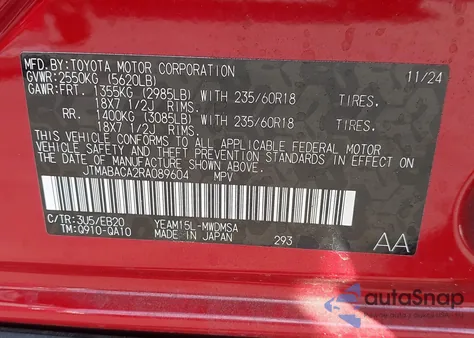 MFD.BY:TOYOTA MOTOR CORPORATION 11/24
GVWR:2550KG (5620LB)
GAWR:FRT. 1355KG (2985LB) WITH 235/60R18 TIRES.
18X7 1/2J RIMS.
RR. 1400KG (3085LB) WITH 235/60R18 TIRES.
18X7 1/2J RIMS.
THIS VEHICLE CONFORMS TO ALL APPLICABLE FEDERAL MOTOR
VEHICLE SAFETY AND THEFT PREVENTION STANDARDS IN EFFECT
ON THE DATE OF MANUFACTURE SHOWN ABOVE.
JTMABACA2RA089604 MPV
C/TR:3U5/EB20 YEAM15L-MWDMSA
TM:Q910-QA10 MADE IN JAPAN 293 AA
autoSnap